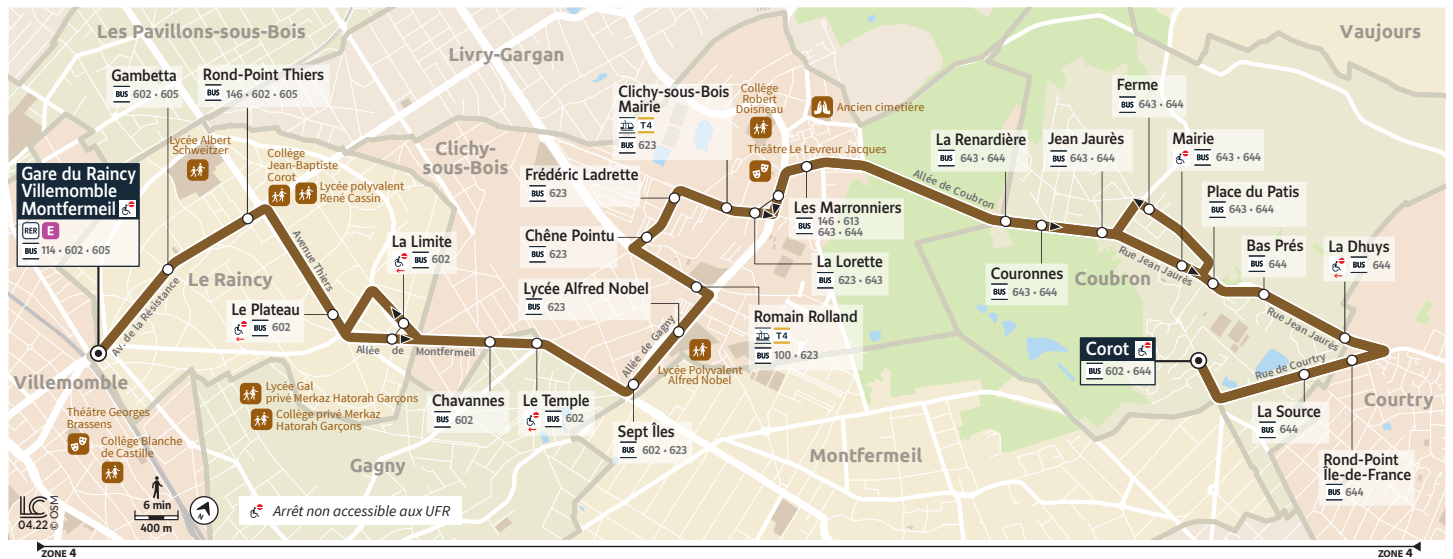 Les Pavillons-sous-Bois
Livry-Gargan
Vaujours
Gambetta
BUS 602 • 605
Rond-Point Thiers
BUS 146 • 602 • 605
Clichy-sous-Bois
Mairie
T4
BUS 623
Collège
Robert
Doisneau
Ancien cimetière
Théâtre Le Levreur Jacques
Ferme
BUS 643 • 644
La Renardière
BUS 643 • 644
Jean Jaurès
BUS 643 • 644
Mairie
BUS 643 • 644
Lycée Albert
Schweitzer
Collège
Jean-Baptiste
Corot
Lycée polyvalent
René Cassin
Clichy-
sous-Bois
Gare du Raincy
Villemomble
Montfermeil
RER E
BUS 114 • 602 • 605
Frédéric Ladrette
BUS 623
Les Marronniers
BUS 146 • 613
643 • 644
Allée de Coubron
Place du Patis
BUS 643 • 644
Chêne Pointu
BUS 623
La Limite
BUS 602
Avenue Thiers
Le Raincy
La Lorette
BUS 623 • 643
Couronnes
BUS 643 • 644
Coubron
Rue Jean Jaurès
Bas Prés
BUS 644
La Dhuys
BUS 644
Lycée Alfred Nobel
BUS 623
Le Plateau
BUS 602
Av. de la Résistance
Romain Rolland
T4
BUS 100 • 623
Rue Jean Jaurès
Allée de Montfermeil
Allée de Gagny
Lycée Polyvalent
Alfred Nobel
Corot
BUS 602 • 644
Rue de Courtry
Villemomble
Lycée Gal
privé Merkaz Hatorah Garçons
Collège privé Merkaz
Hatorah Garçons
Chavannes
BUS 602
Le Temple
BUS 602
Sept Îles
BUS 602 • 623
La Source
BUS 644
Courtry
Théâtre Georges
Brassens
Collège Blanche
de Castille
Gagny
Montfermeil
Rond-Point
Île-de-France
BUS 644
LC
04.22
© OSM
6 min
400 m
N
Arrêt non accessible aux UFR
ZONE 4
ZONE 4